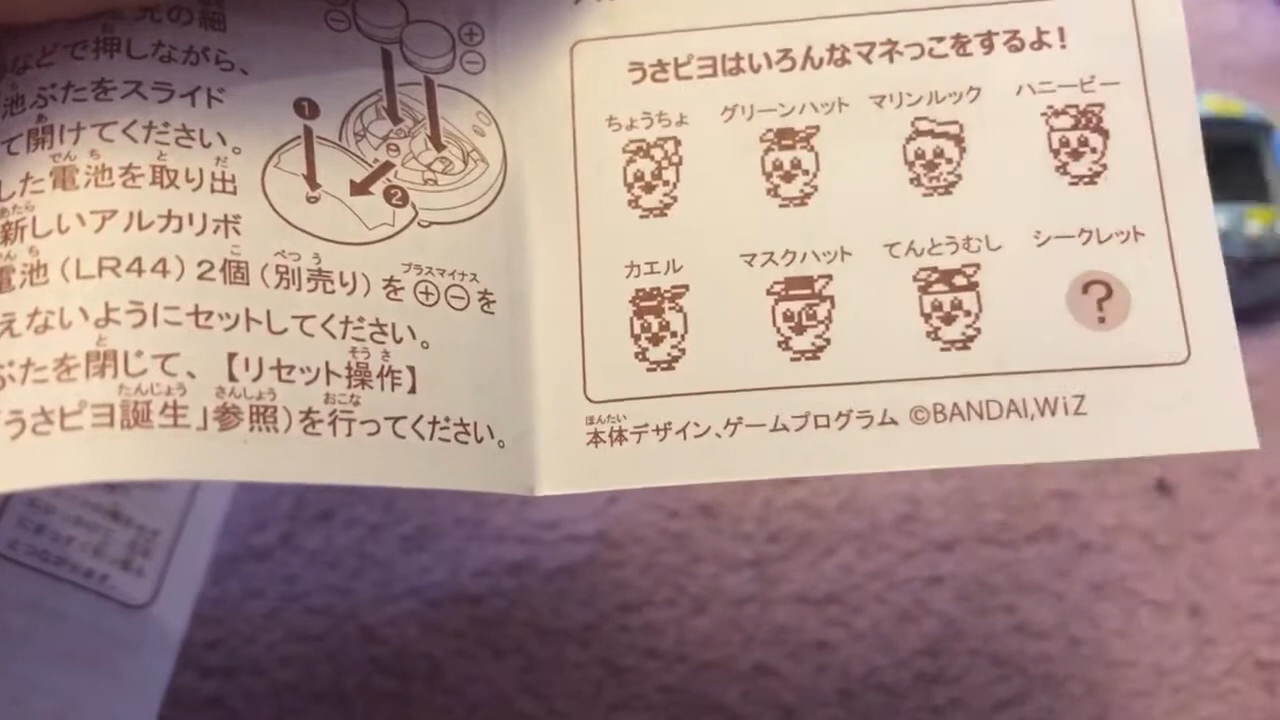 の細
などで押しながら、
池ぶたをスライド
て開けてください。
した電池を取り出
新しいアルカリボ
電池(LR44)2個(別売り)を⊕⊖を
えないようにセットしてください。
ぶたを閉じて、【リセット操作】
「うさピヨ誕生」参照)を行ってください。
1
2
⊖
⊕
⊖
うさピヨはいろんなマネっこをするよ!
ちょうちょ グリーンハット マリンルック ハニービー
カエル マスクハット てんとうむし シークレット
?
本体デザイン、ゲームプログラム ©BANDAI,WiZ